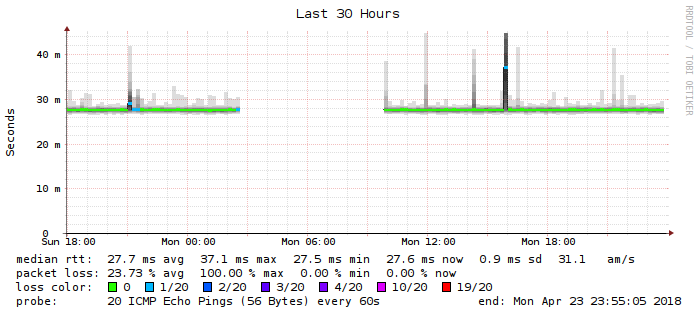 Last 30 Hours
RRDTOOL / TOBI OETIKER
Seconds
40 m
30 m
20 m
10 m
0
Sun 18:00 Mon 00:00 Mon 06:00 Mon 12:00 Mon 18:00
median rtt: 27.7 ms avg 37.1 ms max 27.5 ms min 27.6 ms now 0.9 ms sd 31.1 am/s
packet loss: 23.73 % avg 100.00 % max 0.00 % min 0.00 % now
loss color: 0 1/20 2/20 3/20 4/20 10/20 19/20
probe: 20 ICMP Echo Pings (56 Bytes) every 60s end: Mon Apr 23 23:55:05 2018